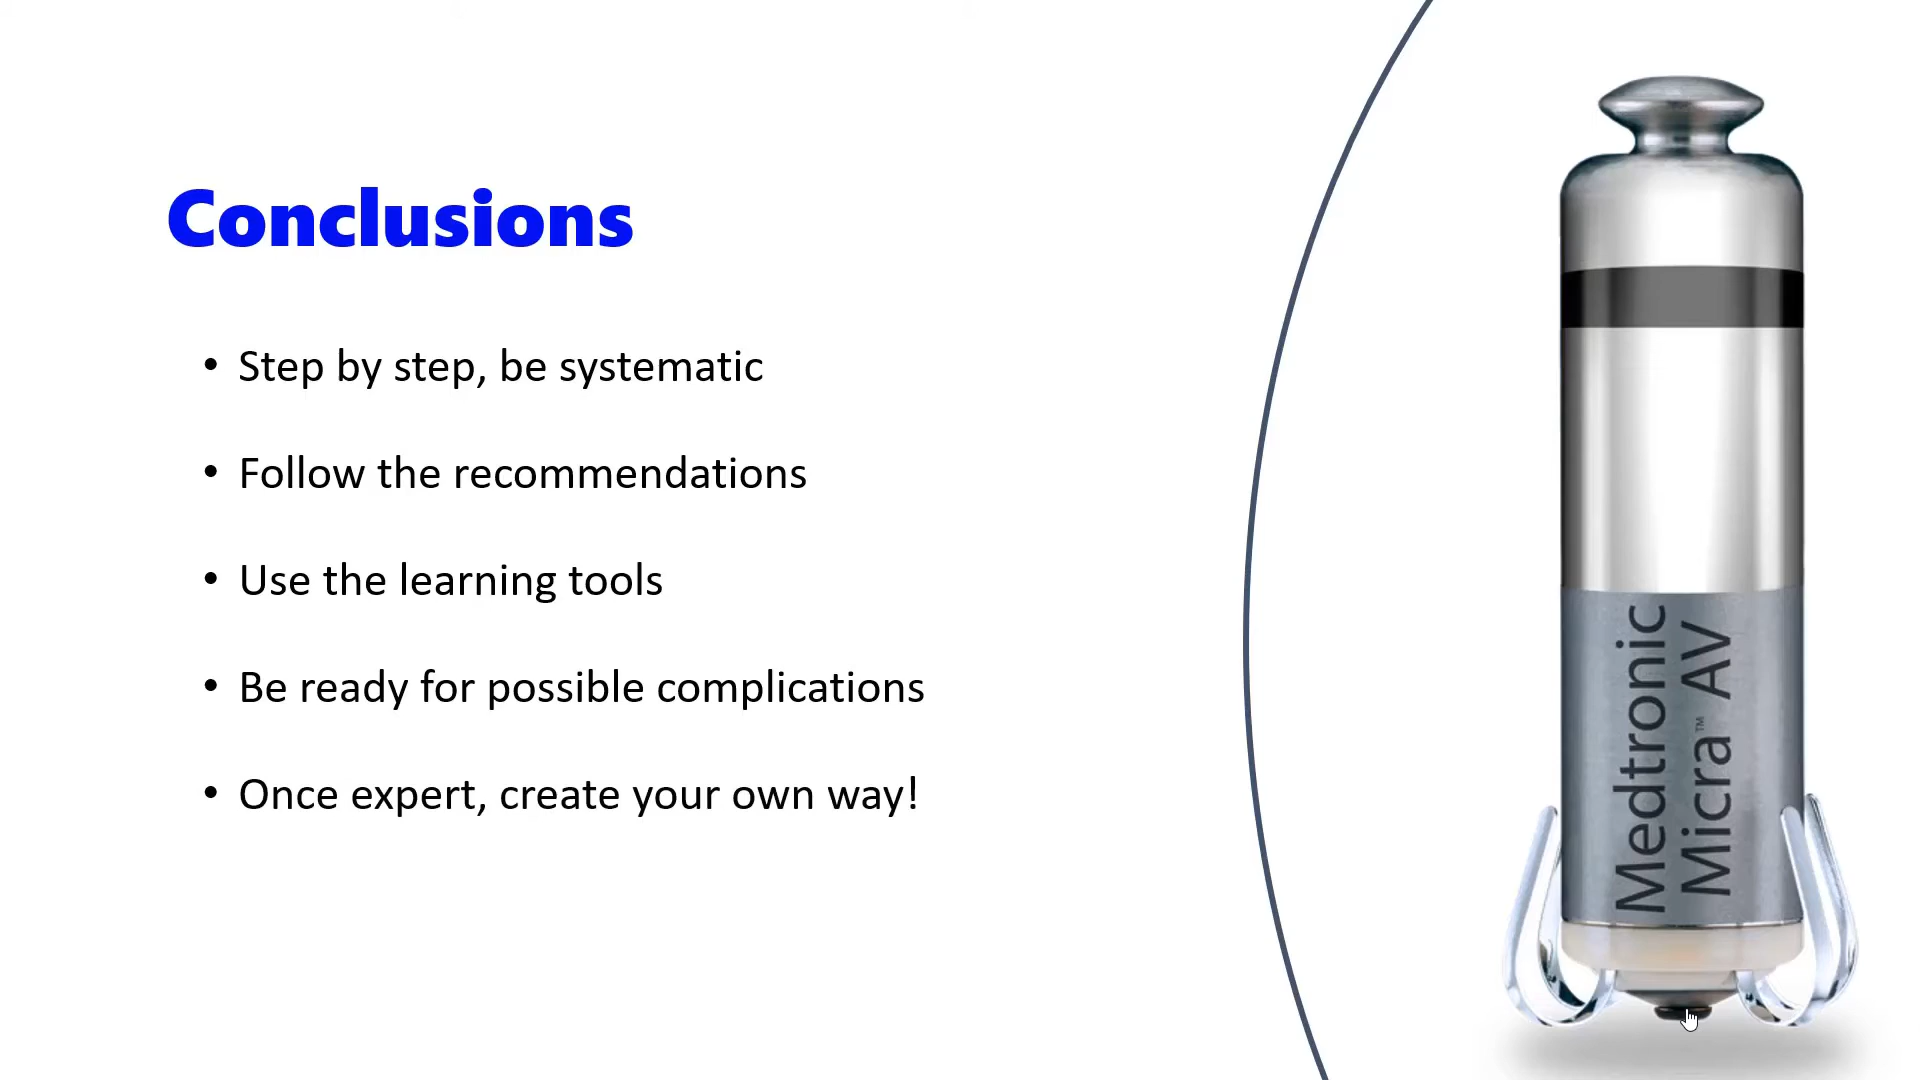 Conclusions
• Step by step, be systematic
• Follow the recommendations
• Use the learning tools
• Be ready for possible complications
• Once expert, create your own way!
Medtronic
Micra™ AV